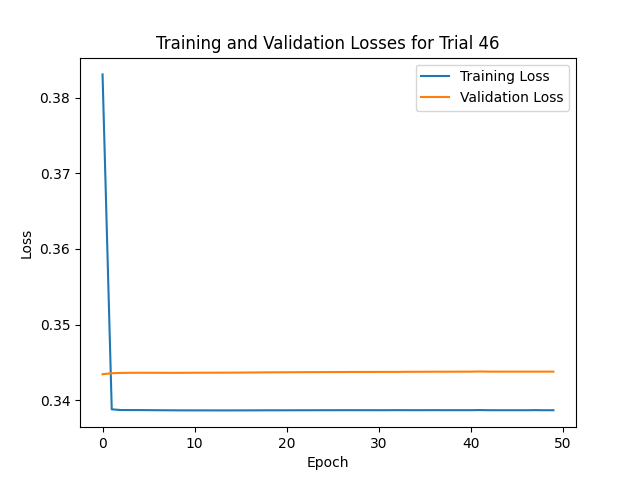 Training and Validation Losses for Trial 46
Training Loss
Validation Loss
0.38
0.37
0.36
0.35
0.34
Loss
0 10 20 30 40 50
Epoch